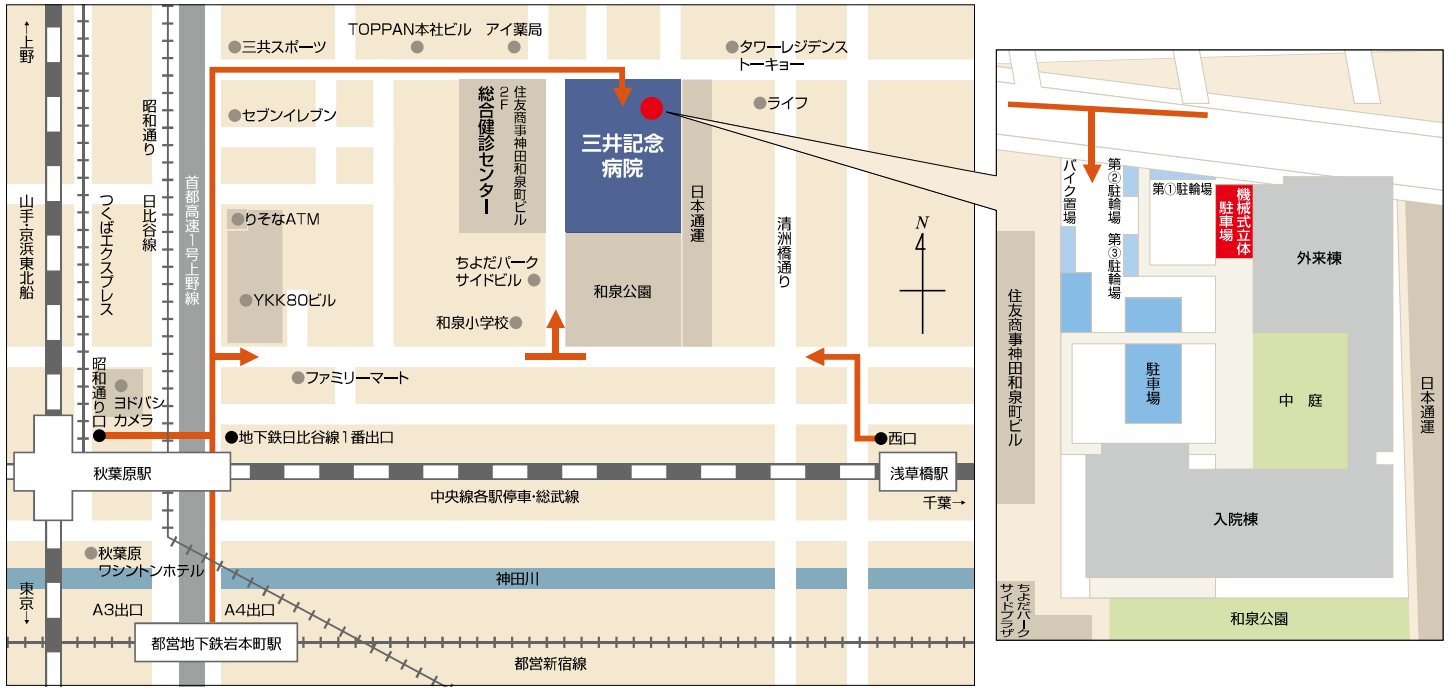 ←上野
TOPPAN本社ビル
アイ薬局
三共スポーツ
タワーレジデンス
トーキョー
昭和通り
セブンイレブン
ライフ
住友商事神田和泉町ビル
2F
総合健診センター
三井記念
病院
日本通運
首都高速1号上野線
山手・京浜東北船
つくばエクスプレス
日比谷線
りそなATM
清洲橋通り
N
ちよだパーク
サイドビル
和泉公園
YKK80ビル
和泉小学校
昭和通り口
ヨドバシ
カメラ
ファミリーマート
地下鉄日比谷線1番出口
西口
秋葉原駅
浅草橋駅
中央線各駅停車・総武線
千葉→
秋葉原
ワシントンホテル
神田川
東京→
A3出口
A4出口
都営地下鉄岩本町駅
都営新宿線
バイク置場
第②駐輪場
第①駐輪場
機械式立体
駐車場
第③駐輪場
外来棟
住友商事神田和泉町ビル
駐車場
中 庭
日本通運
入院棟
ちよだパーク
サイドプラザ
和泉公園